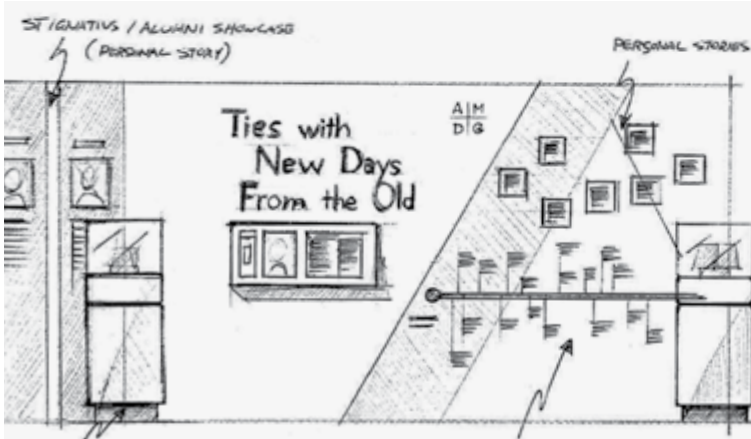 ST IGNATIUS / ALUMNI SHOWCASE
(PERSONAL STORY)
PERSONAL STORIES
Ties with
New Days
From the Old
A M
D G